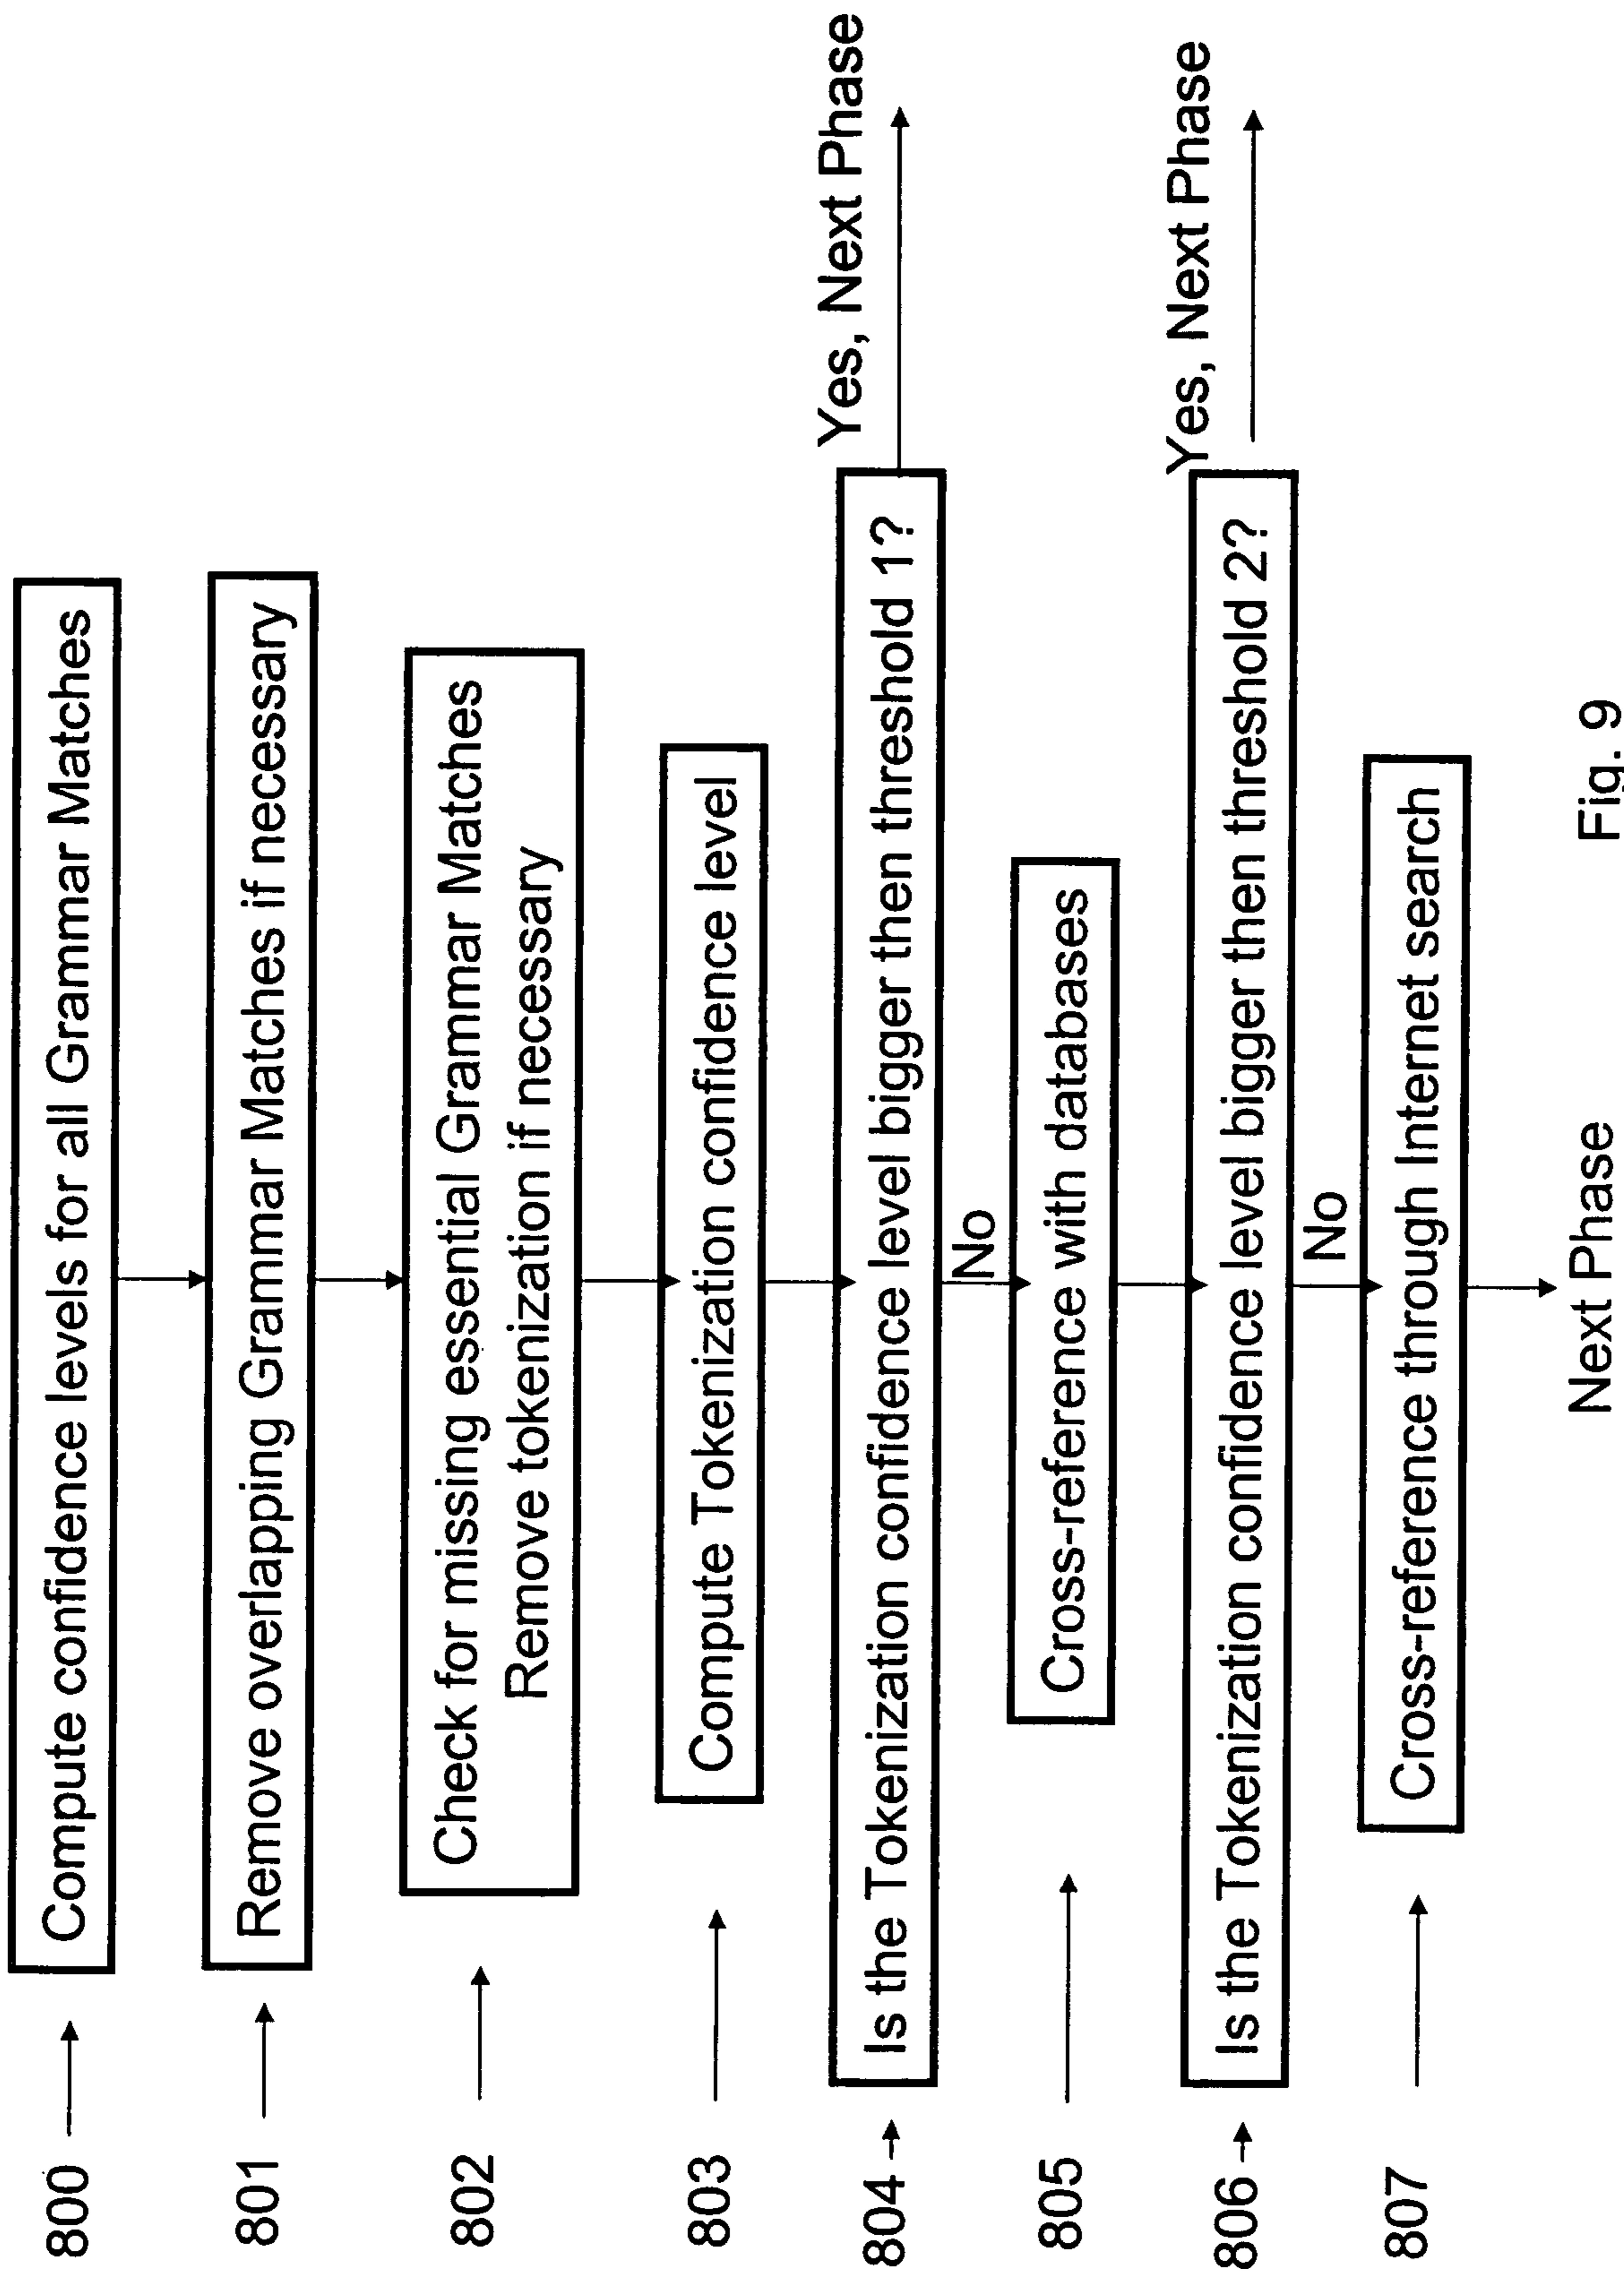 800
Compute confidence levels for all Grammar Matches
801
Remove overlapping Grammar Matches if necessary
802
Check for missing essential Grammar Matches
Remove tokenization if necessary
803
Compute Tokenization confidence level
804
Is the Tokenization confidence level bigger then threshold 1?
Yes, Next Phase
No
805
Cross-reference with databases
806
Is the Tokenization confidence level bigger then threshold 2?
Yes, Next Phase
No
807
Cross-reference through Internet search
Next Phase
Fig. 9